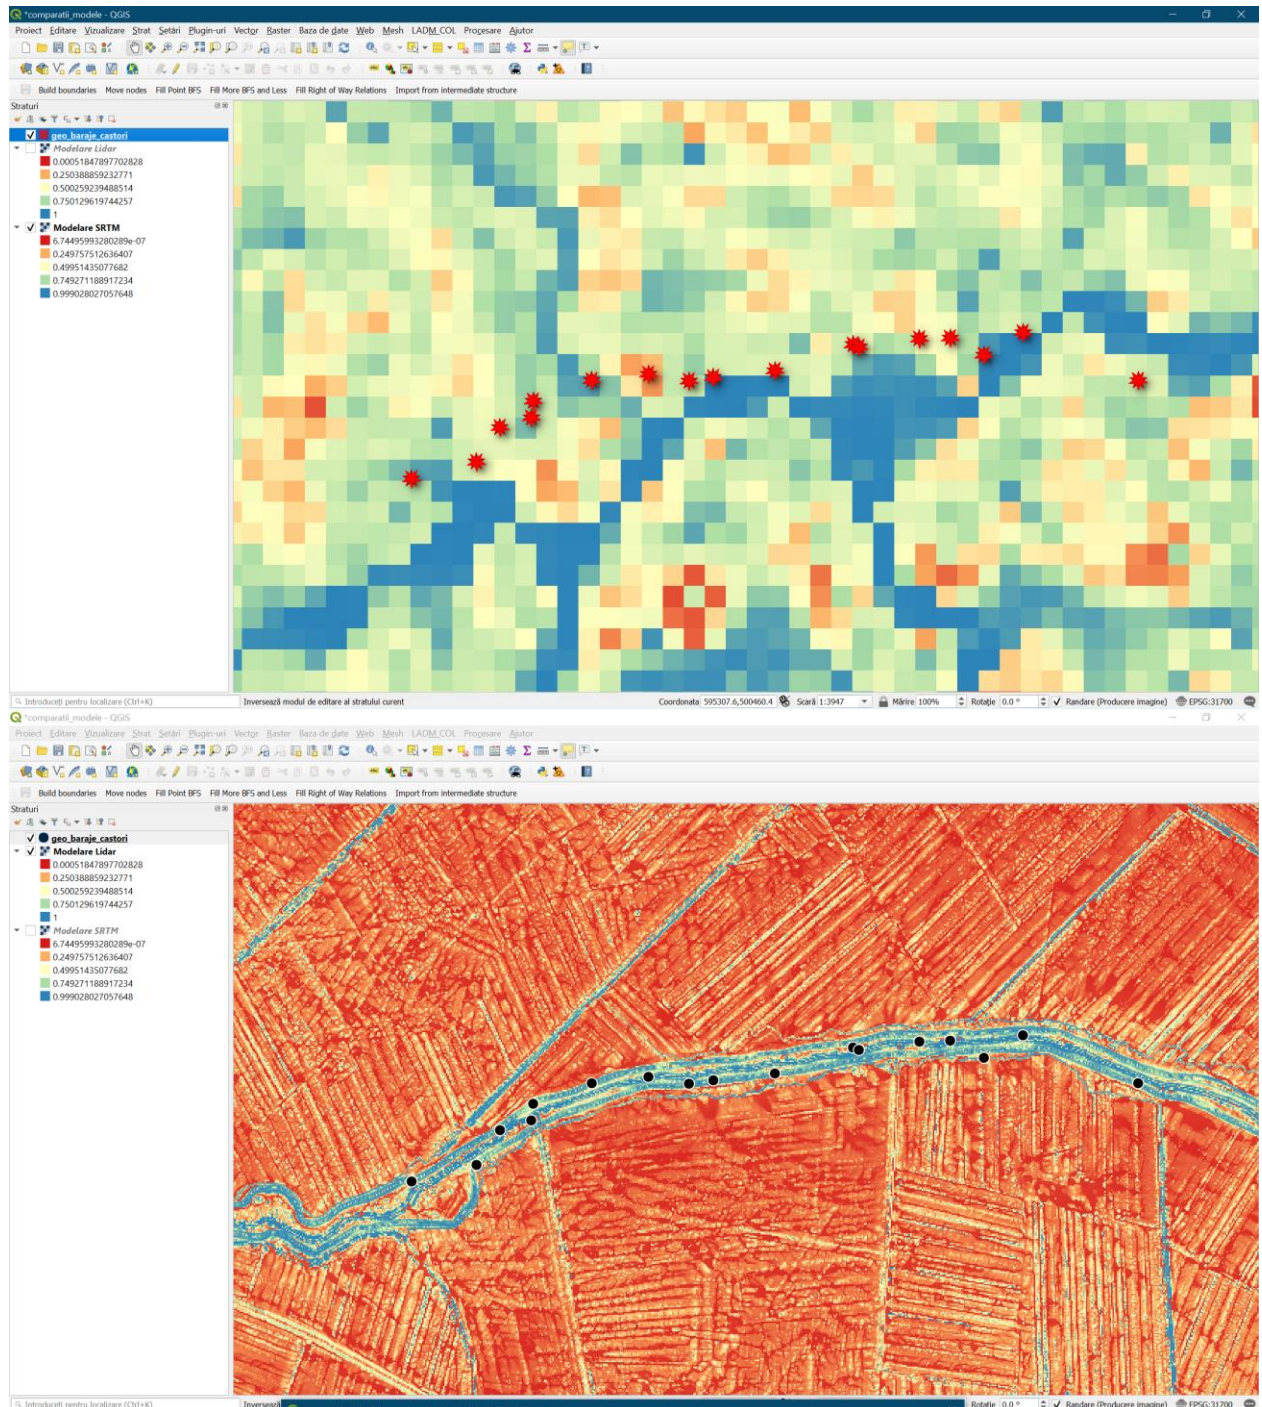 *comparatii_modele - QGIS
Proiect Editare Vizualizare Strat Setări Plugin-uri Vector Raster Baza de date Web Mesh LADM_COL Procesare Ajutor
Build boundaries Move nodes Fill Point BFS Fill More BFS and Less Fill Right of Way Relations Import from intermediate structure
Straturi
geo_baraje_castori
Modelare Lidar
0.00051847897702828
0.250388859232771
0.500259239488514
0.750129619744257
1
Modelare SRTM
6.74495993280289e-07
0.249757512636407
0.49951435077682
0.749271188917234
0.999028027057648
Introduceți pentru localizare (Ctrl+K) Inversează modul de editare al stratului curent Coordonata 595307.6,500460.4 Scară 1:3947 Mărire 100% Rotație 0.0 ° Randare (Producere imagine) EPSG:31700
*comparatii_modele - QGIS
Proiect Editare Vizualizare Strat Setări Plugin-uri Vector Raster Baza de date Web Mesh LADM_COL Procesare Ajutor
Build boundaries Move nodes Fill Point BFS Fill More BFS and Less Fill Right of Way Relations Import from intermediate structure
Straturi
geo_baraje_castori
Modelare Lidar
0.00051847897702828
0.250388859232771
0.500259239488514
0.750129619744257
1
Modelare SRTM
6.74495993280289e-07
0.249757512636407
0.49951435077682
0.749271188917234
0.999028027057648
Introduceți pentru localizare (Ctrl+K) Inversează Rotație 0.0 ° Randare (Producere imagine) EPSG:31700